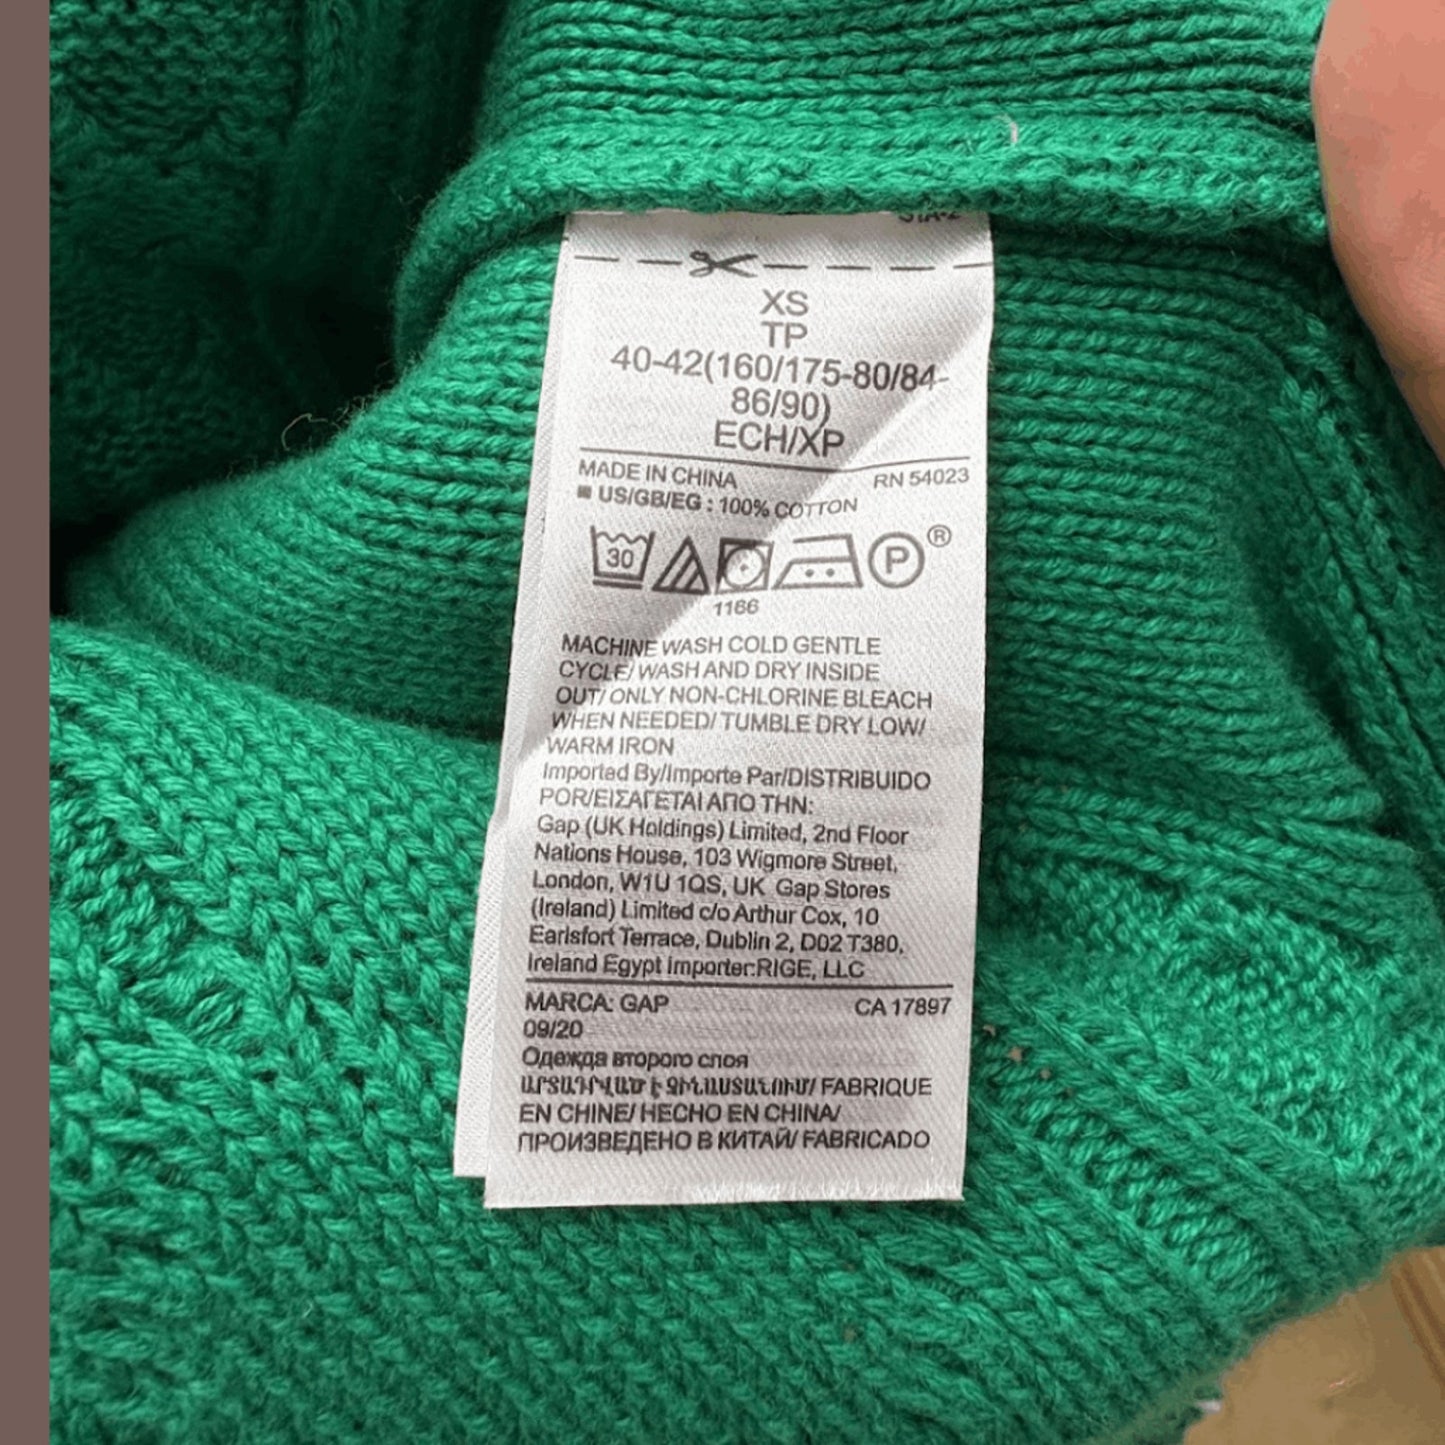 XS
TP
40-42(160/175-80/84-
86/90)
ECH/XP
MADE IN CHINA RN 54023
US/GB/EG : 100% COTTON
30 P ®
1166
MACHINE WASH COLD GENTLE
CYCLE/ WASH AND DRY INSIDE
OUT/ ONLY NON-CHLORINE BLEACH
WHEN NEEDED/ TUMBLE DRY LOW/
WARM IRON
Imported By/Importe Par/DISTRIBUIDO
POR/ΕΙΣΑΓΕΤΑΙ ΑΠΟ ΤΗΝ:
Gap (UK Holdings) Limited, 2nd Floor
Nations House, 103 Wigmore Street,
London, W1U 1QS, UK Gap Stores
(Ireland) Limited c/o Arthur Cox, 10
Earlsfort Terrace, Dublin 2, D02 T380,
Ireland Egypt Importer:RIGE, LLC
MARCA: GAP CA 17897
09/20
Одежда второго слоя
ԱՐՏԱԴՐՎԱԾ Է ՉԻՆԱՍՏԱՆՈՒՄ/ FABRIQUE
EN CHINE/ HECHO EN CHINA/
ПРОИЗВЕДЕНО В КИТАЙ/ FABRICADO